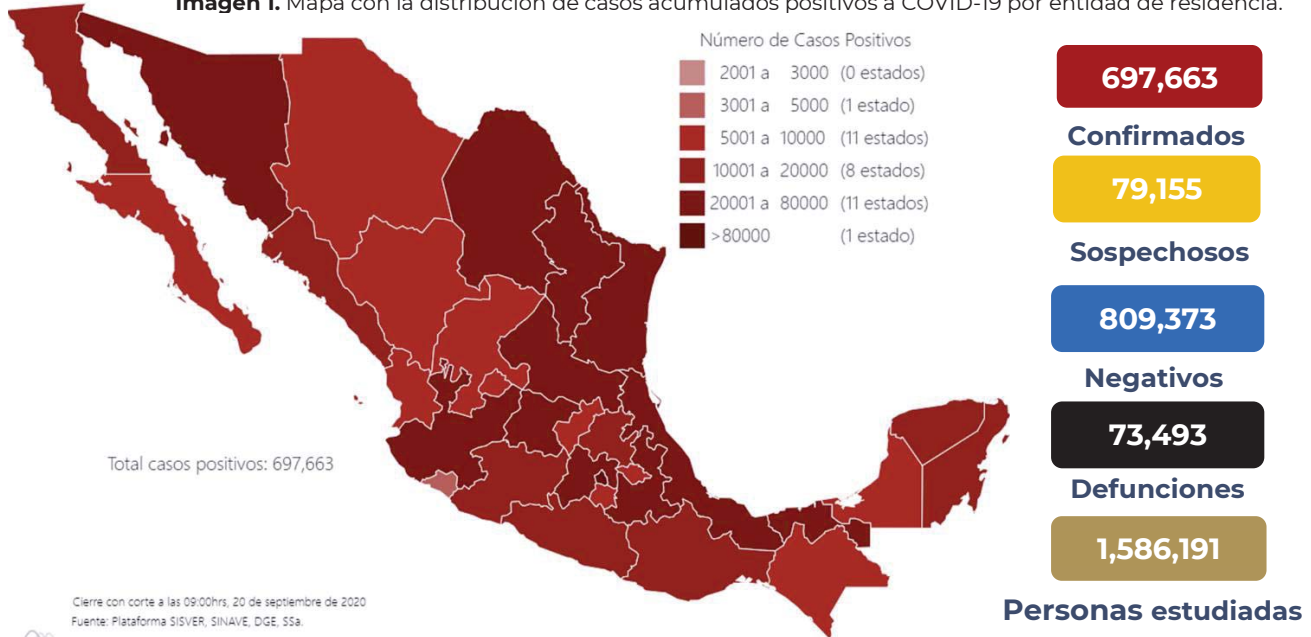 Imagen 1. Mapa con la distribución de casos acumulados positivos a COVID-19 por entidad de residencia.
Número de Casos Positivos
2001 a 3000 (0 estados)
3001 a 5000 (1 estado)
5001 a 10000 (11 estados)
10001 a 20000 (8 estados)
20001 a 80000 (11 estados)
>80000 (1 estado)
697,663
Confirmados
79,155
Sospechosos
809,373
Negativos
73,493
Defunciones
1,586,191
Personas estudiadas
Total casos positivos: 697,663
Cierre con corte a las 09:00hrs, 20 de septiembre de 2020
Fuente: Plataforma SISVER, SINAVE, DGE, SSa.